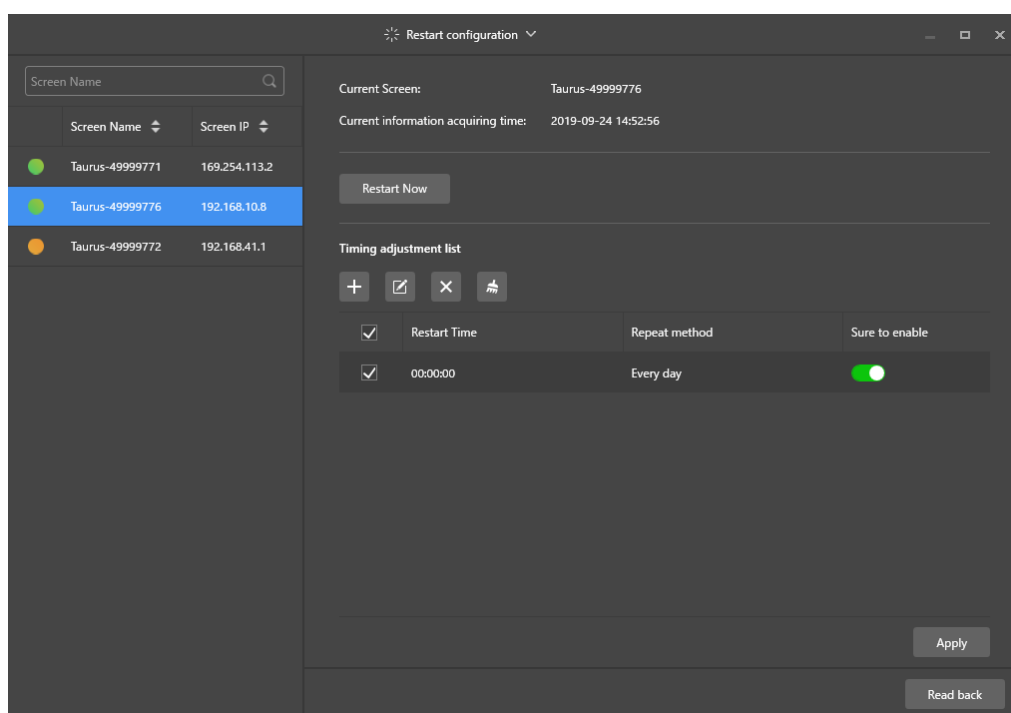 Restart configuration
Screen Name
Screen Name Screen IP
Taurus-49999771 169.254.113.2
Taurus-49999776 192.168.10.8
Taurus-49999772 192.168.41.1
Current Screen: Taurus-49999776
Current information acquiring time: 2019-09-24 14:52:56
Restart Now
Timing adjustment list
Restart Time Repeat method Sure to enable
00:00:00 Every day
Apply
Read back